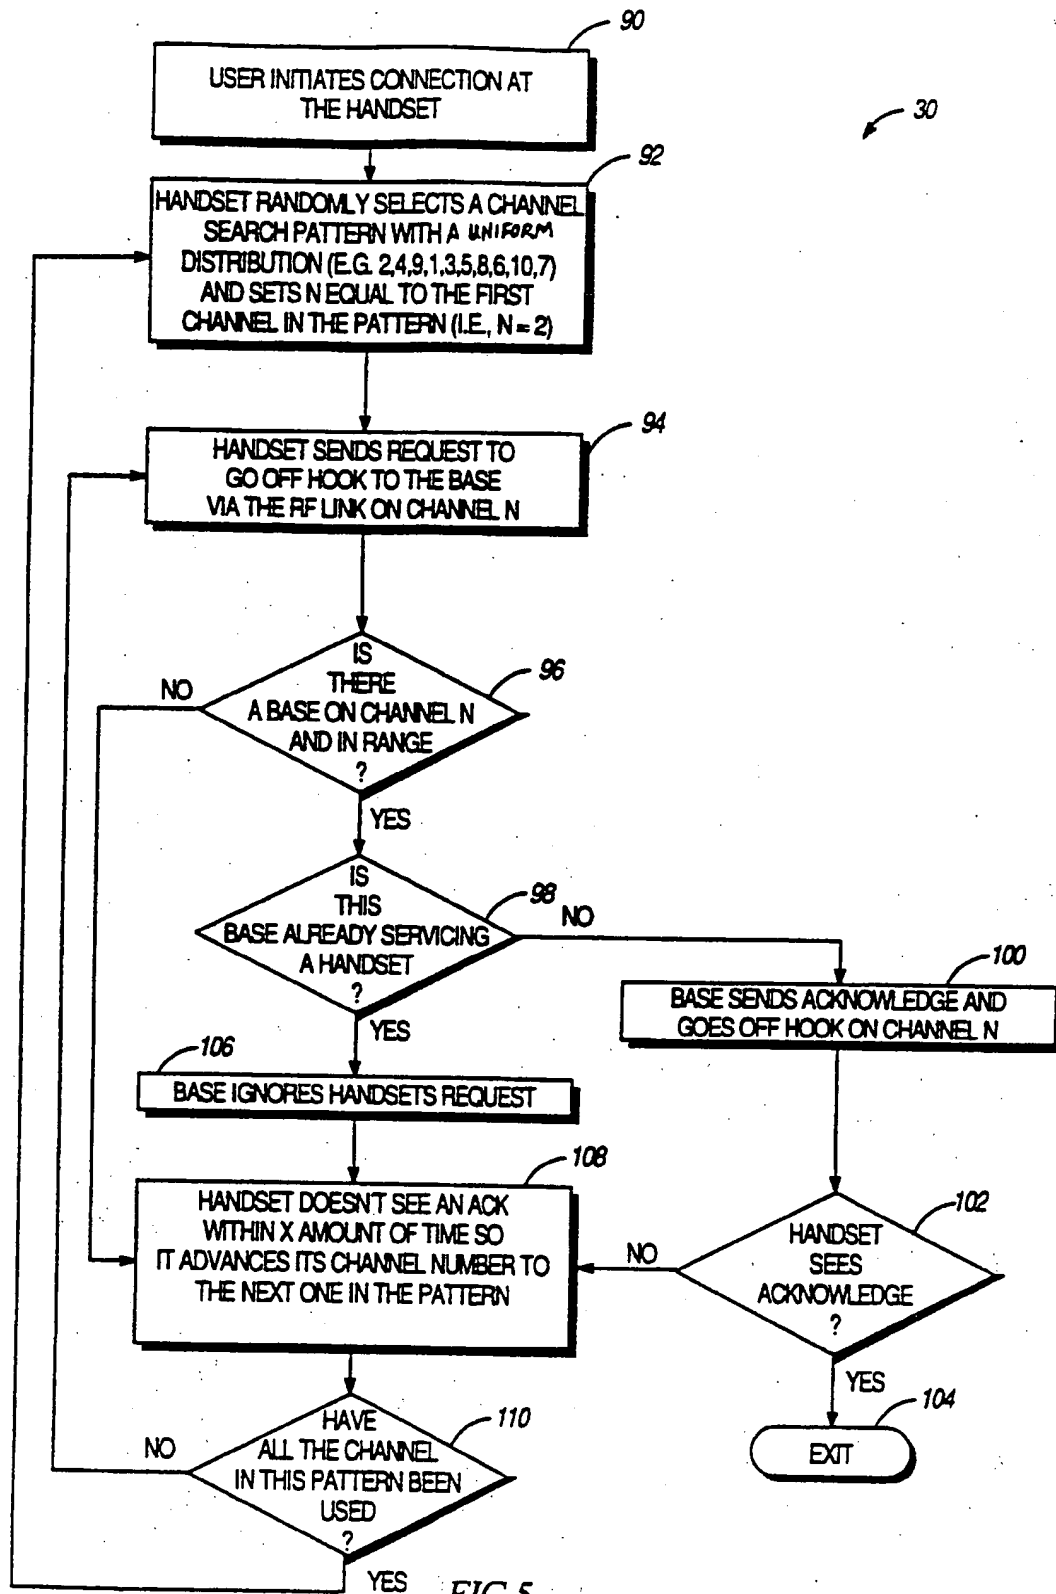 90
USER INITIATES CONNECTION AT
THE HANDSET
30
92
HANDSET RANDOMLY SELECTS A CHANNEL
SEARCH PATTERN WITH A UNIFORM
DISTRIBUTION (E.G. 2,4,9,1,3,5,8,6,10,7)
AND SETS N EQUAL TO THE FIRST
CHANNEL IN THE PATTERN (I.E., N = 2)
94
HANDSET SENDS REQUEST TO
GO OFF HOOK TO THE BASE
VIA THE RF LINK ON CHANNEL N
96
NO
IS
THERE
A BASE ON CHANNEL N
AND IN RANGE
?
YES
98
IS
THIS
BASE ALREADY SERVICING
A HANDSET
?
NO
YES
100
BASE SENDS ACKNOWLEDGE AND
GOES OFF HOOK ON CHANNEL N
106
BASE IGNORES HANDSETS REQUEST
108
HANDSET DOESN'T SEE AN ACK
WITHIN X AMOUNT OF TIME SO
IT ADVANCES ITS CHANNEL NUMBER TO
THE NEXT ONE IN THE PATTERN
102
NO
HANDSET
SEES
ACKNOWLEDGE
?
YES
104
EXIT
110
NO
HAVE
ALL THE CHANNEL
IN THIS PATTERN BEEN
USED
?
YES
FIG.5